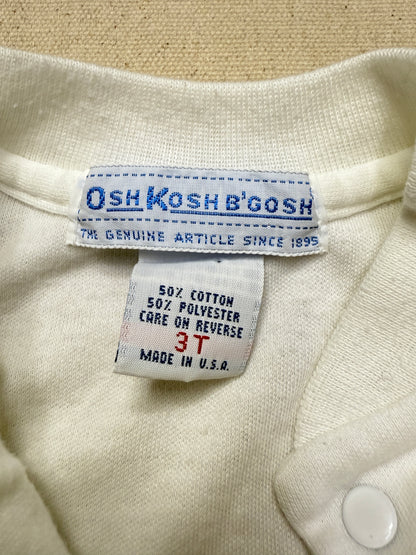 OSHKOSH B'GOSH
THE GENUINE ARTICLE SINCE 1895
50% COTTON
50% POLYESTER
CARE ON REVERSE
3T
MADE IN U.S.A.